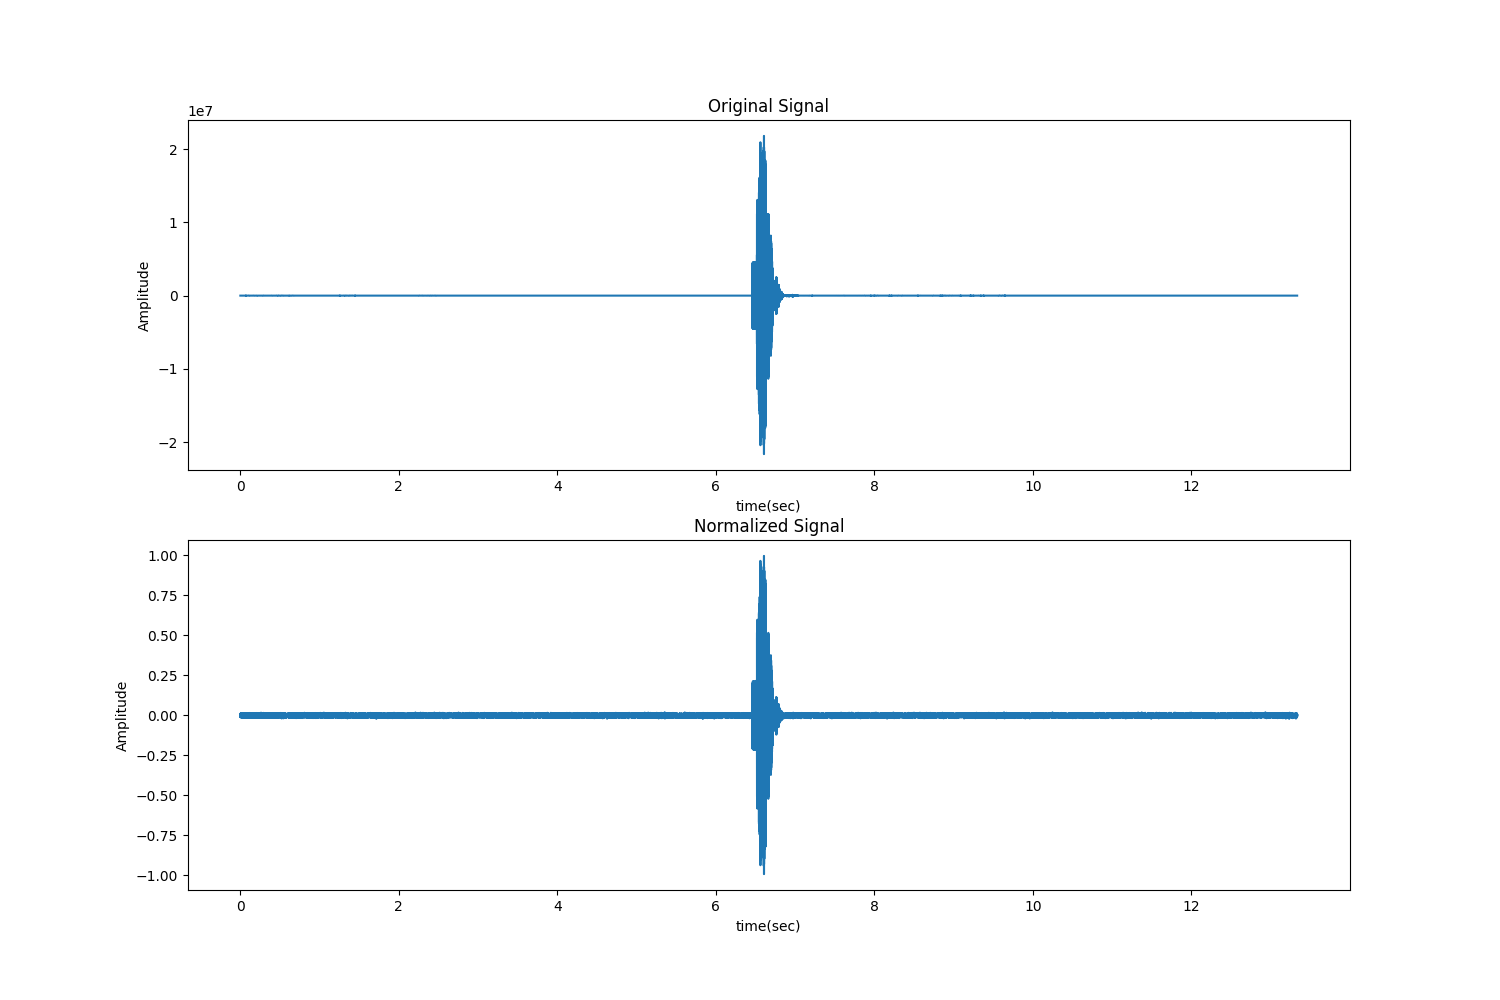 Original Signal
1e7
2
1
0
−1
−2
Amplitude
0 2 4 6 8 10 12
time(sec)
Normalized Signal
1.00
0.75
0.50
0.25
0.00
−0.25
−0.50
−0.75
−1.00
Amplitude
0 2 4 6 8 10 12
time(sec)